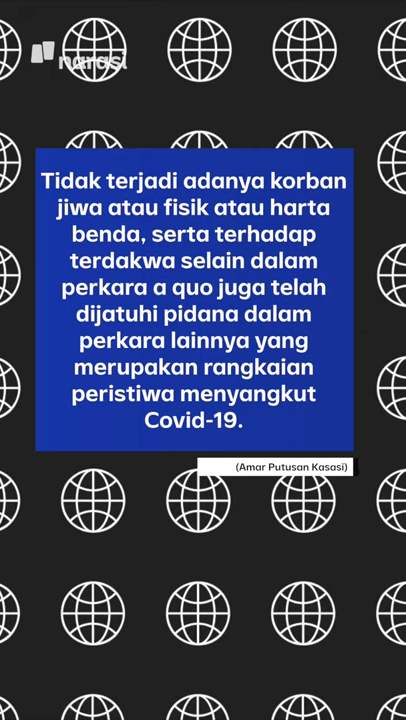 narasi
Tidak terjadi adanya korban
jiwa atau fisik atau harta
benda, serta terhadap
terdakwa selain dalam
perkara a quo juga telah
dijatuhi pidana dalam
perkara lainnya yang
merupakan rangkaian
peristiwa menyangkut
Covid-19.
(Amar Putusan Kasasi)